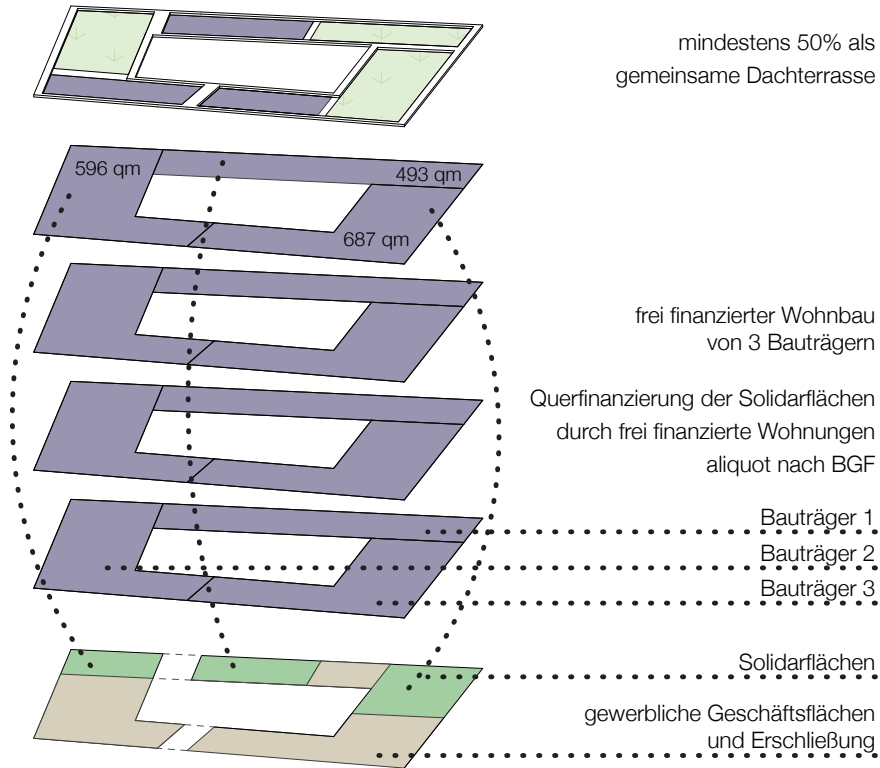 mindestens 50% als
gemeinsame Dachterrasse
596 qm
493 qm
687 qm
frei finanzierter Wohnbau
von 3 Bauträgern
Querfinanzierung der Solidarflächen
durch frei finanzierte Wohnungen
aliquot nach BGF
Bauträger 1
Bauträger 2
Bauträger 3
Solidarflächen
gewerbliche Geschäftsflächen
und Erschließung